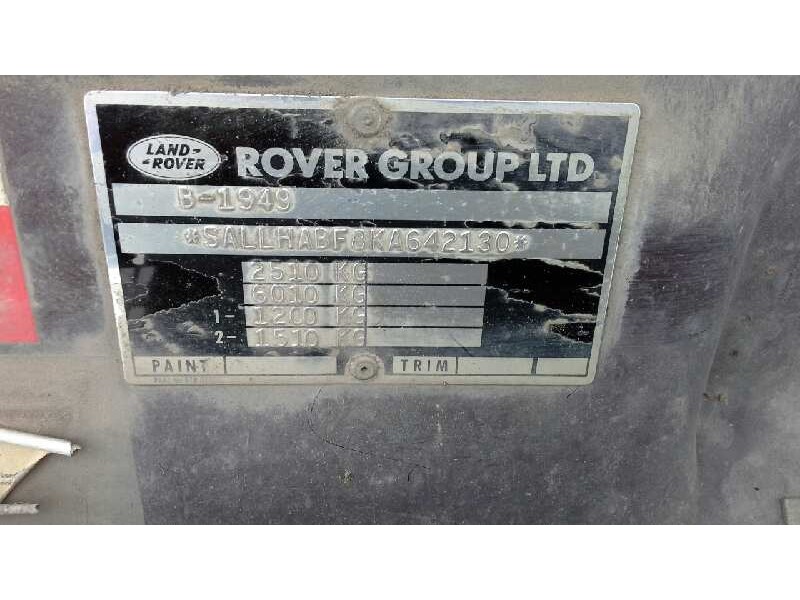 LAND-
-ROVER
ROVER GROUP LTD
B-1949
*SALLHABF8KA642130*
2510 KG
6010 KG
1- 1200 KG
2- 1510 KG
PAINT TRIM